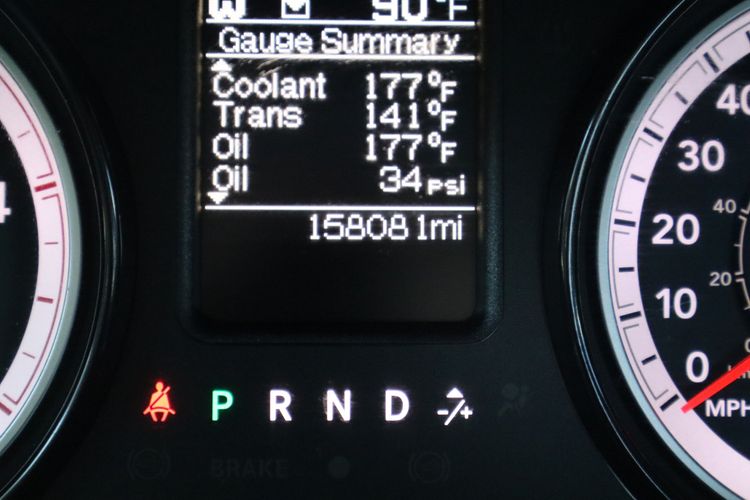 W 90°F
Gauge Summary
Coolant 177°F
Trans 141°F
Oil 177°F
Oil 34 psi
158081mi
P R N D -/+
BRAKE
4
40
30
20
10
0
MPH
40
20